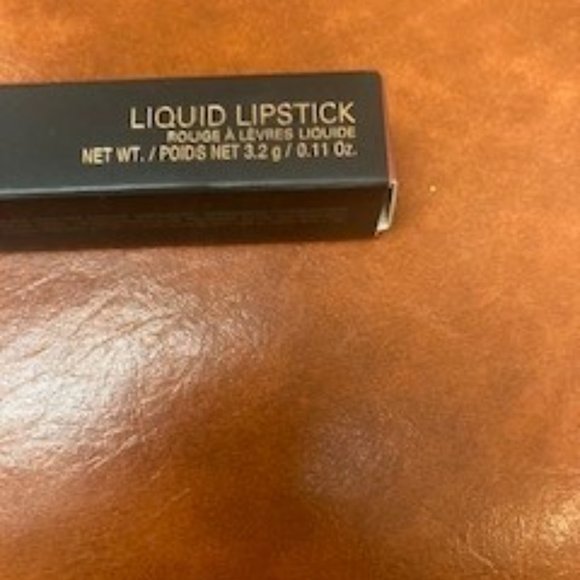 LIQUID LIPSTICK
ROUGE À LÈVRES LIQUIDE
NET WT. / POIDS NET 3.2 g / 0.11 Oz.